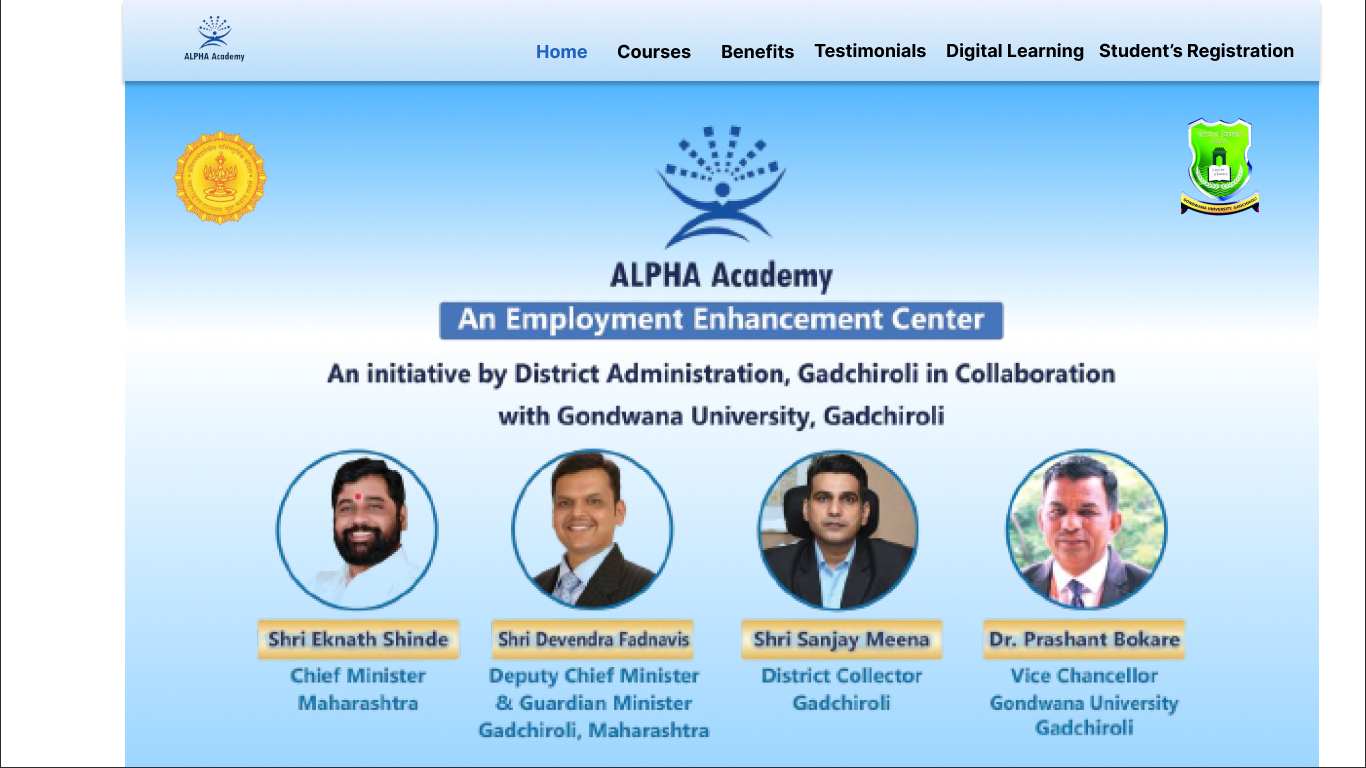 ALPHA Academy
Home Courses Benefits Testimonials Digital Learning Student’s Registration
GONDWANA UNIVERSITY, GADCHIROLI
ALPHA Academy
An Employment Enhancement Center
An initiative by District Administration, Gadchiroli in Collaboration
with Gondwana University, Gadchiroli
Shri Eknath Shinde
Chief Minister
Maharashtra
Shri Devendra Fadnavis
Deputy Chief Minister
& Guardian Minister
Gadchiroli, Maharashtra
Shri Sanjay Meena
District Collector
Gadchiroli
Dr. Prashant Bokare
Vice Chancellor
Gondwana University
Gadchiroli